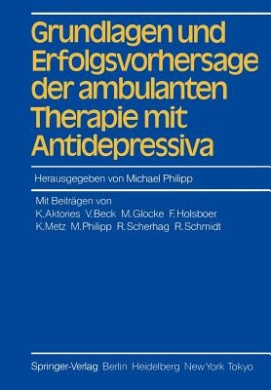 Grundlagen und
Erfolgsvorhersage
der ambulanten
Therapie mit
Antidepressiva
Herausgegeben von Michael Philipp
Mit Beiträgen von
K.Aktories V.Beck M.Glocke F.Holsboer
K.Metz M.Philipp R.Scherhag R.Schmidt
Springer-Verlag Berlin Heidelberg New York Tokyo